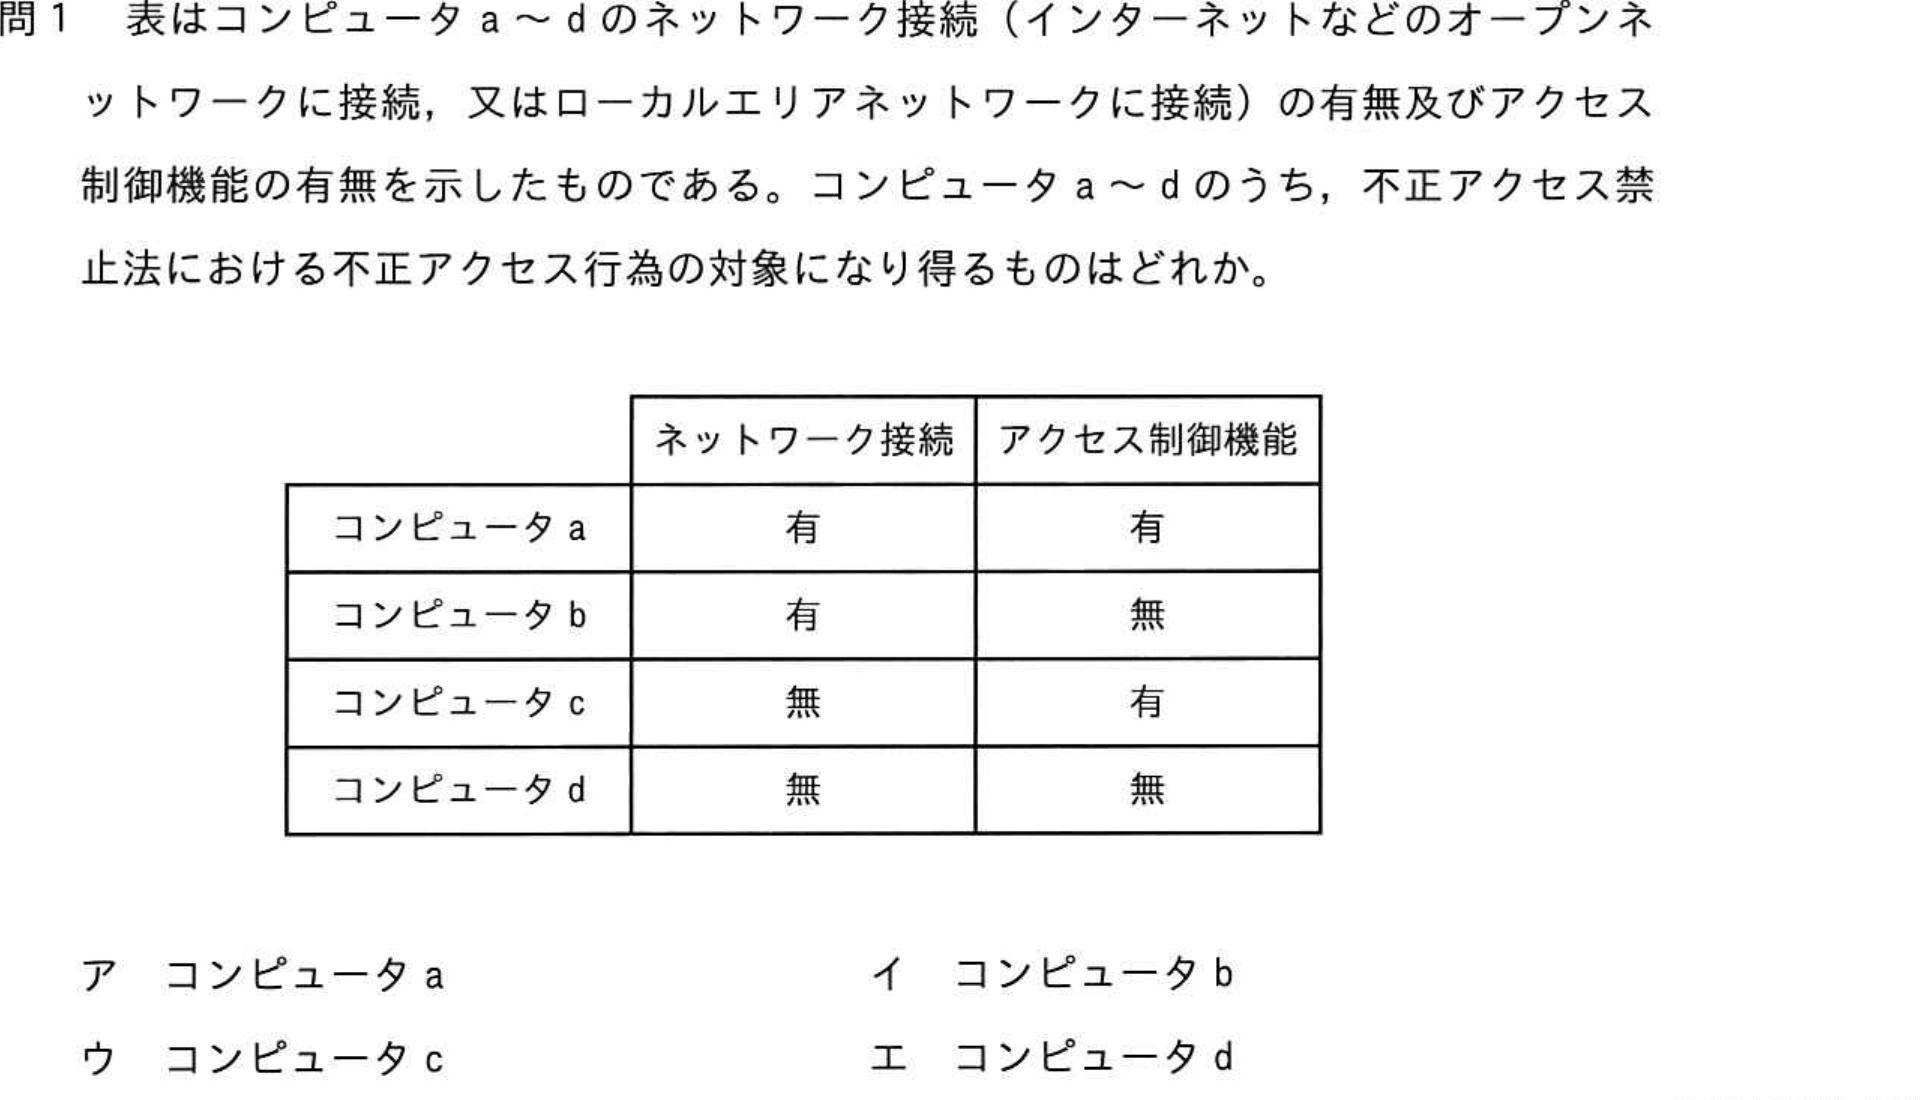 問1 表はコンピュータa～dのネットワーク接続（インターネットなどのオープンネ
ットワークに接続，又はローカルエリアネットワークに接続）の有無及びアクセス
制御機能の有無を示したものである。コンピュータa～dのうち，不正アクセス禁
止法における不正アクセス行為の対象になり得るものはどれか。
ネットワーク接続 アクセス制御機能
コンピュータa 有 有
コンピュータb 有 無
コンピュータc 無 有
コンピュータd 無 無
ア コンピュータa イ コンピュータb
ウ コンピュータc エ コンピュータd